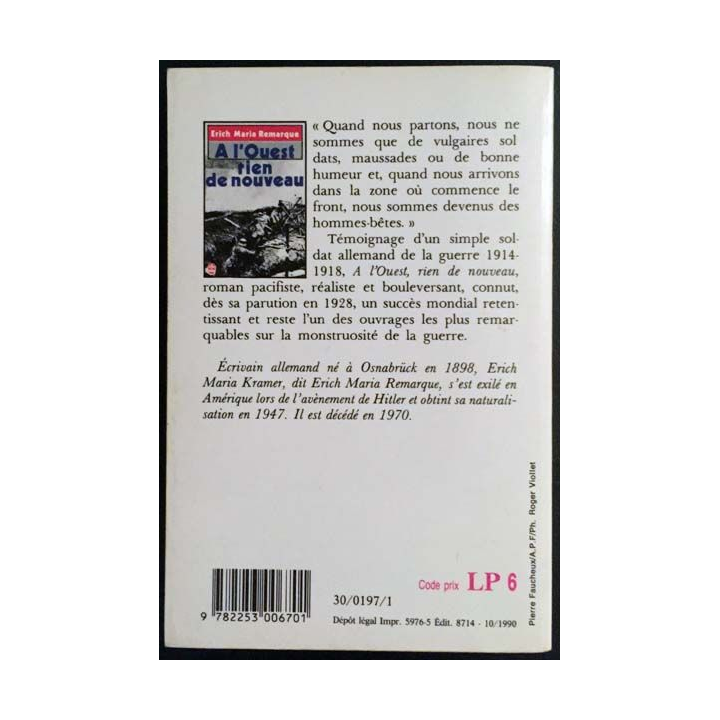 Erich Maria Remarque
A l'Ouest
rien
de nouveau
« Quand nous partons, nous ne
sommes que de vulgaires sol
dats, maussades ou de bonne
humeur et, quand nous arrivons
dans la zone où commence le
front, nous sommes devenus des
hommes-bêtes. »
Témoignage d'un simple sol-
dat allemand de la guerre 1914-
1918, A l'Ouest, rien de nouveau,
roman pacifiste, réaliste et bouleversant, connut,
dès sa parution en 1928, un succès mondial reten-
tissant et reste l'un des ouvrages les plus remar-
quables sur la monstruosité de la guerre.
Écrivain allemand né à Osnabrück en 1898, Erich
Maria Kramer, dit Erich Maria Remarque, s'est exilé en
Amérique lors de l'avènement de Hitler et obtint sa naturali-
sation en 1947. Il est décédé en 1970.
Pierre Faucheux/A.P.F/Ph. Roger Viollet
9 782253 006701
30/0197/1
Code prix LP 6
Dépôt légal Impr. 5976-5 Édit. 8714 - 10/1990